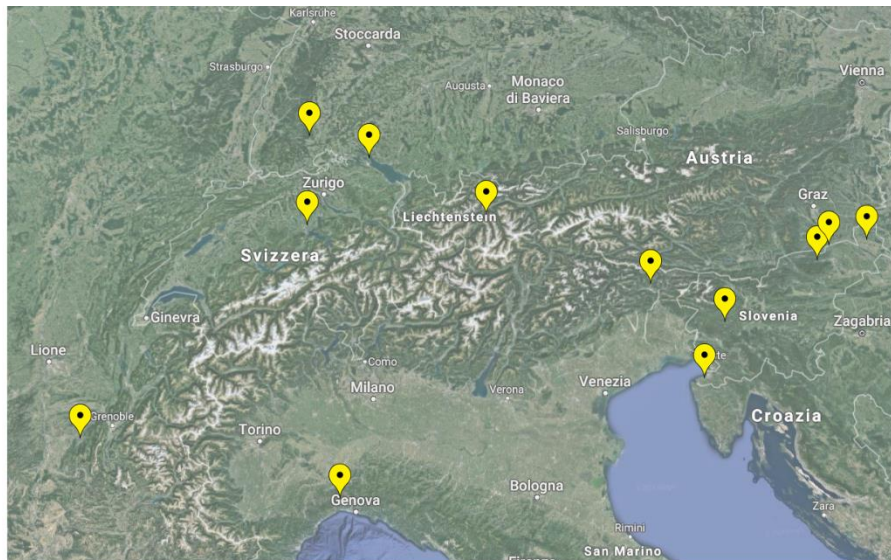 Karlsruhe
Stoccarda
Strasburgo
Augusta
Monaco
di Baviera
Vienna
Salisburgo
Austria
Zurigo
Liechtenstein
Graz
Svizzera
Ginevra
Slovenia
Zagabria
Lione
Como
Milano
Verona
Venezia
Grenoble
Torino
Croazia
Bologna
Genova
Zara
Rimini
San Marino